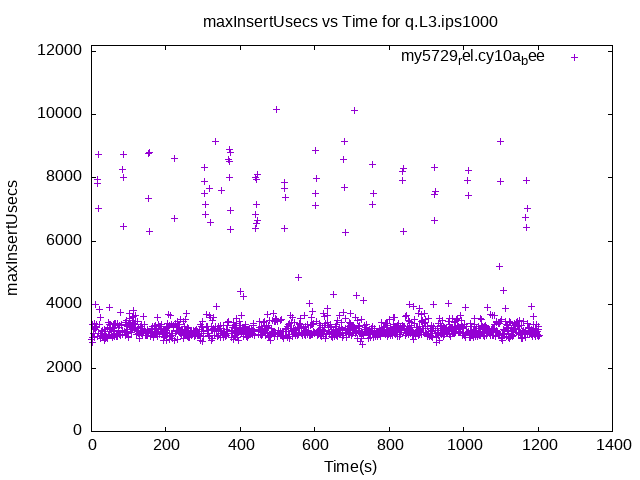 maxInsertUsecs vs Time for q.L3.ips1000
my5729rel.cy10abee
12000
10000
8000
6000
4000
2000
0
maxInsertUsecs
0 200 400 600 800 1000 1200 1400
Time(s)